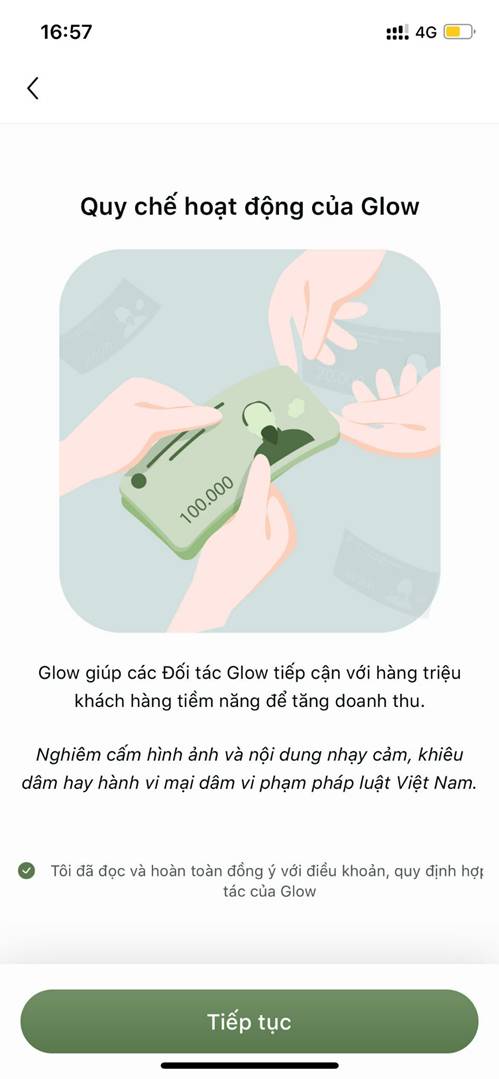 16:57
4G
Quy chế hoạt động của Glow
100.000
Glow giúp các Đối tác Glow tiếp cận với hàng triệu
khách hàng tiềm năng để tăng doanh thu.
Nghiêm cấm hình ảnh và nội dung nhạy cảm, khiêu
dâm hay hành vi mại dâm vi phạm pháp luật Việt Nam.
Tôi đã đọc và hoàn toàn đồng ý với điều khoản, quy định hợp
tác của Glow
Tiếp tục